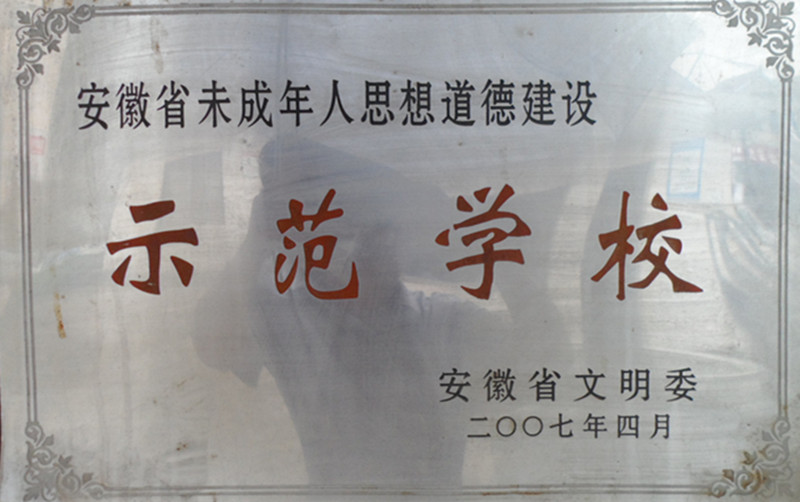 安徽省未成年人思想道德建设
示范学校
安徽省文明委
二〇〇七年四月